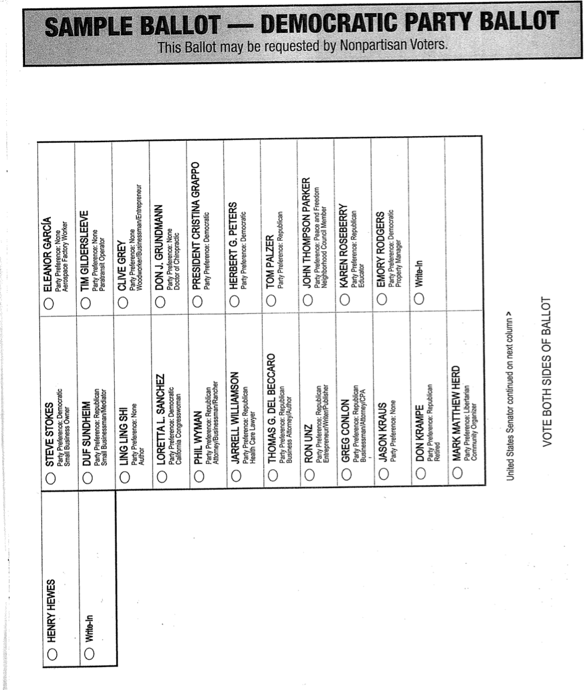 SAMPLE BALLOT — DEMOCRATIC PARTY BALLOT
This Ballot may be requested by Nonpartisan Voters.
HENRY HEWES
Write-In
STEVE STOKES
Party Preference: Democratic
Small Business Owner
DUF SUNDHEIM
Party Preference: Republican
Small Businessman/Mediator
LING LING SHI
Party Preference: None
Author
LORETTA L. SANCHEZ
Party Preference: Democratic
California Congresswoman
PHIL WYMAN
Party Preference: Republican
Attorney/Businessman/Rancher
JARRELL WILLIAMSON
Party Preference: Republican
Health Care Lawyer
THOMAS G. DEL BECCARO
Party Preference: Republican
Business Attorney/Author
RON UNZ
Party Preference: Republican
Entrepreneur/Writer/Publisher
GREG CONLON
Party Preference: Republican
Businessman/Attorney/CPA
JASON KRAUS
Party Preference: None
DON KRAMPE
Party Preference: Republican
Retired
MARK MATTHEW HERD
Party Preference: Libertarian
Community Organizer
ELEANOR GARCÍA
Party Preference: None
Aerospace Factory Worker
TIM GILDERSLEEVE
Party Preference: None
Paratransit Operator
CLIVE GREY
Party Preference: None
Woodworker/Businessman/Entrepreneur
DON J. GRUNDMANN
Party Preference: None
Doctor of Chiropractic
PRESIDENT CRISTINA GRAPPO
Party Preference: Democratic
HERBERT G. PETERS
Party Preference: Democratic
TOM PALZER
Party Preference: Republican
JOHN THOMPSON PARKER
Party Preference: Peace and Freedom
Neighborhood Council Member
KAREN ROSEBERRY
Party Preference: Republican
Educator
EMORY RODGERS
Party Preference: Democratic
Property Manager
Write-In
United States Senator continued on next column >
VOTE BOTH SIDES OF BALLOT